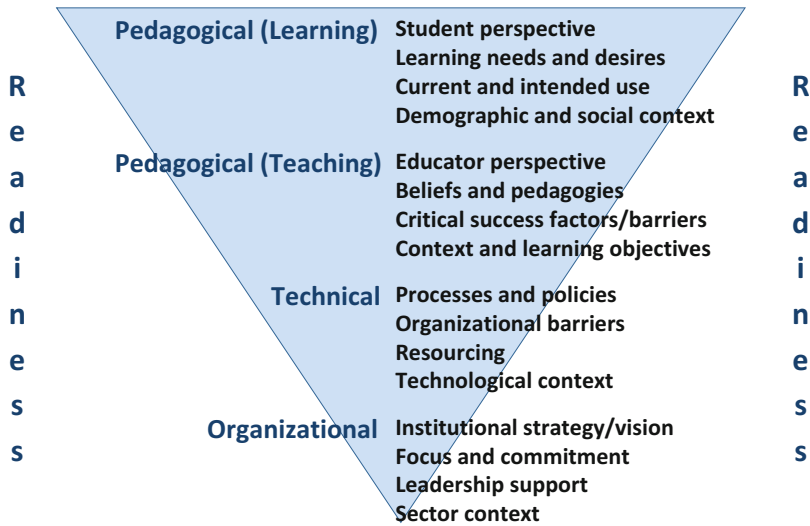 Readiness
Pedagogical (Learning)
Student perspective
Learning needs and desires
Current and intended use
Demographic and social context
Pedagogical (Teaching)
Educator perspective
Beliefs and pedagogies
Critical success factors/barriers
Context and learning objectives
Technical
Processes and policies
Organizational barriers
Resourcing
Technological context
Organizational
Institutional strategy/vision
Focus and commitment
Leadership support
Sector context
Readiness